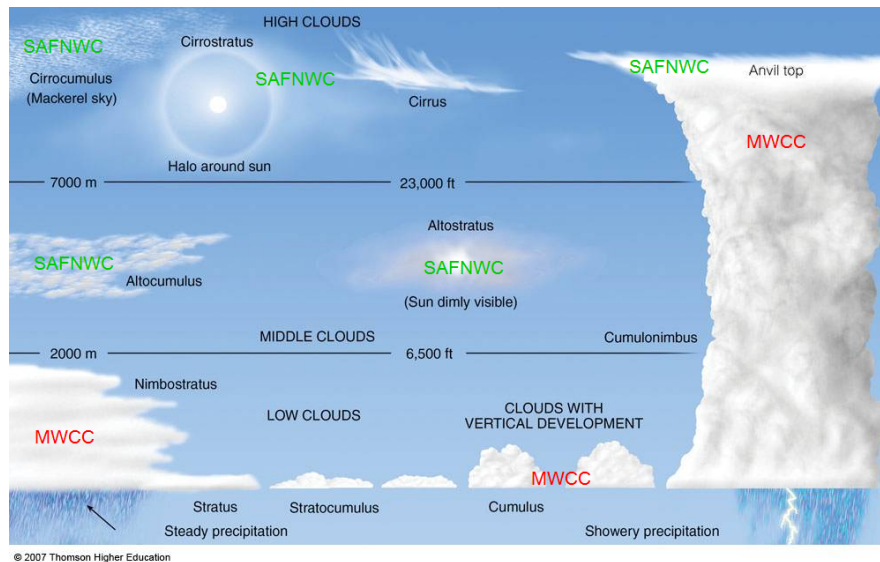 HIGH CLOUDS
SAFNWC
Cirrocumulus
(Mackerel sky)
Cirrostratus
SAFNWC
Halo around sun
Cirrus
SAFNWC
Anvil top
MWCC
7000 m
23,000 ft
SAFNWC
Altocumulus
Altostratus
SAFNWC
(Sun dimly visible)
MIDDLE CLOUDS
Cumulonimbus
2000 m
6,500 ft
Nimbostratus
MWCC
LOW CLOUDS
CLOUDS WITH
VERTICAL DEVELOPMENT
MWCC
Stratus
Stratocumulus
Cumulus
Steady precipitation
Showery precipitation
© 2007 Thomson Higher Education